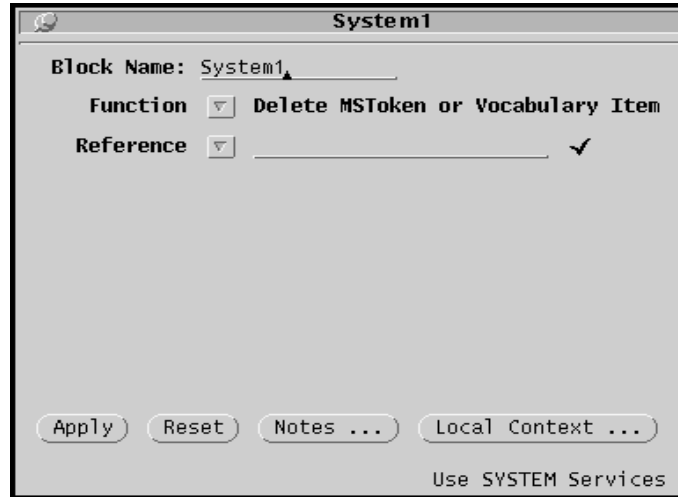 System1
Block Name: System1
Function Delete MSToken or Vocabulary Item
Reference
Apply Reset Notes ... Local Context ...
Use SYSTEM Services